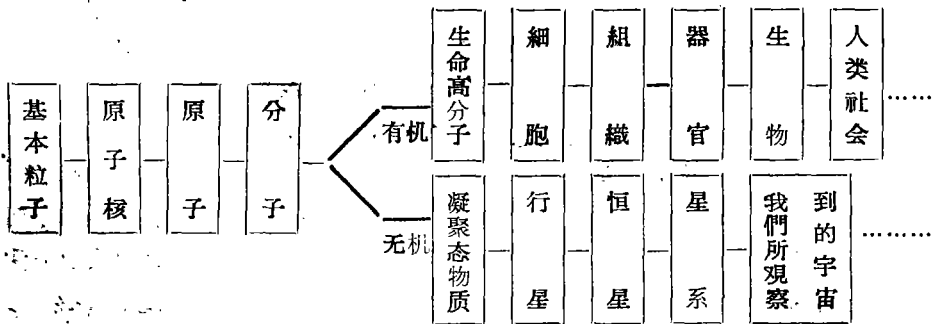 基本粒子
原子核
原子
分子
有机
生命高分子
細胞
組織
器官
生物
人类社会
……
无机
凝聚态物质
行星
恒星
星系
我們所观察
到的宇宙
………